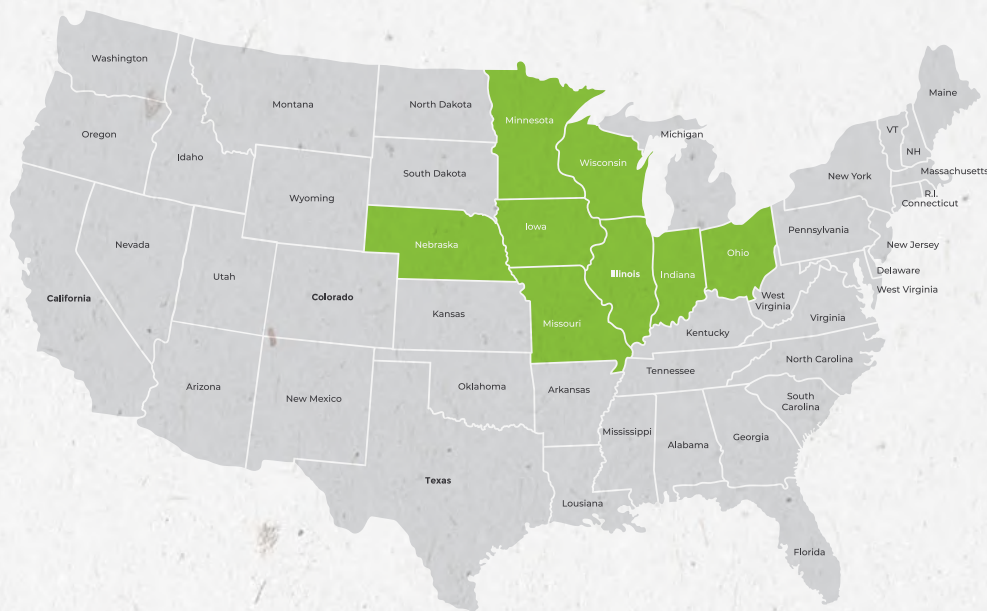 Washington
Montana
North Dakota
Minnesota
Maine
Oregon
Idaho
Michigan
VT
NH
Wisconsin
South Dakota
Massachusetts
New York
R.I.
Connecticut
Wyoming
Iowa
Pennsylvania
Nevada
Nebraska
New Jersey
Ohio
Illinois
Indiana
Utah
Delaware
West Virginia
California
Colorado
West
Virginia
Kansas
Missouri
Virginia
Kentucky
North Carolina
Tennessee
Arizona
Oklahoma
Arkansas
New Mexico
South
Carolina
Mississippi
Alabama
Georgia
Texas
Lousiana
Florida